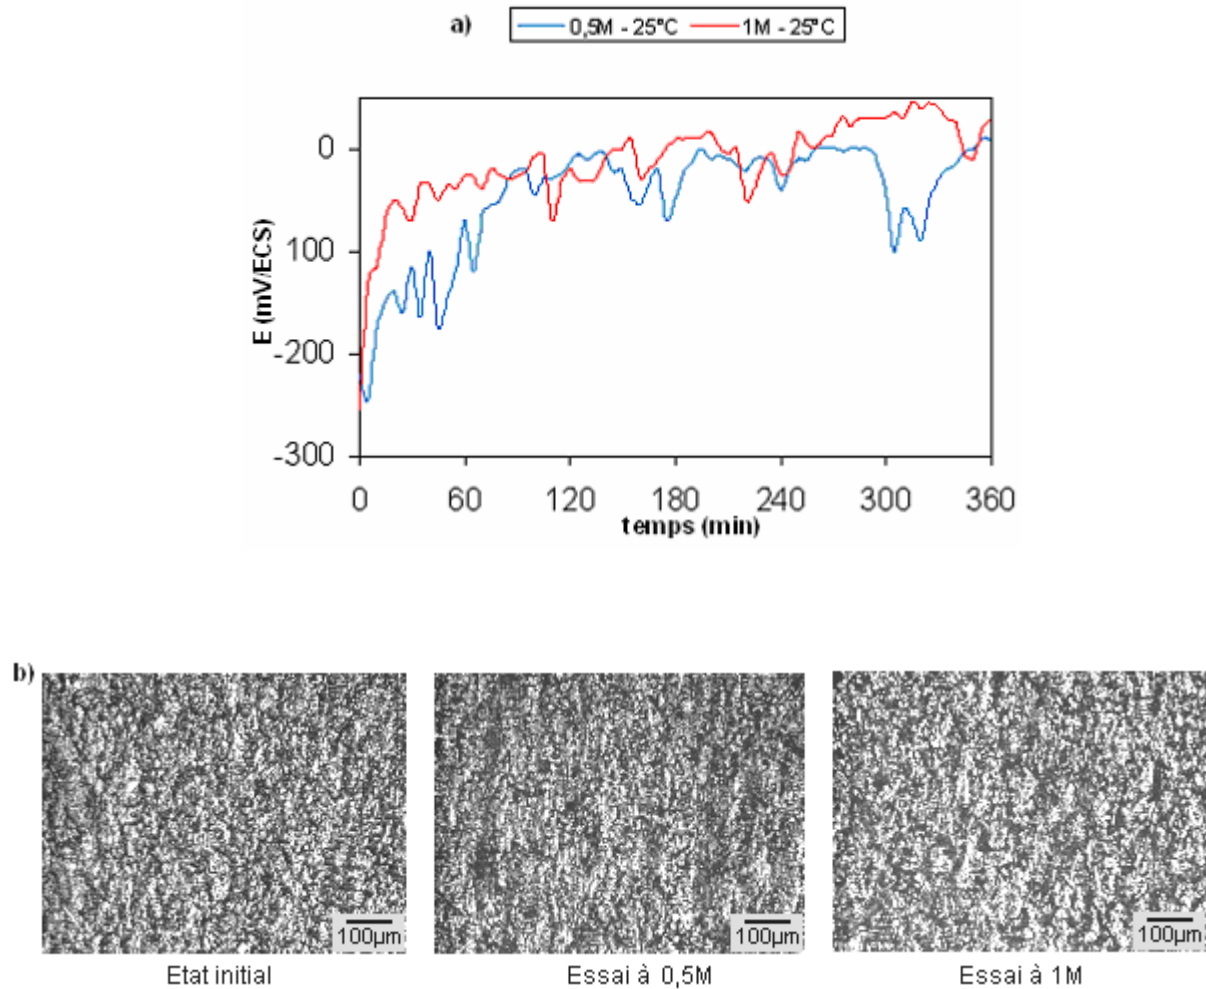 a)
0,5M - 25°C
1M - 25°C
E (mV/ECS)
0
100
-200
-300
0
60
120
180
240
300
360
temps (min)
b)
100µm
100µm
100µm
Etat initial
Essai à 0,5M
Essai à 1M